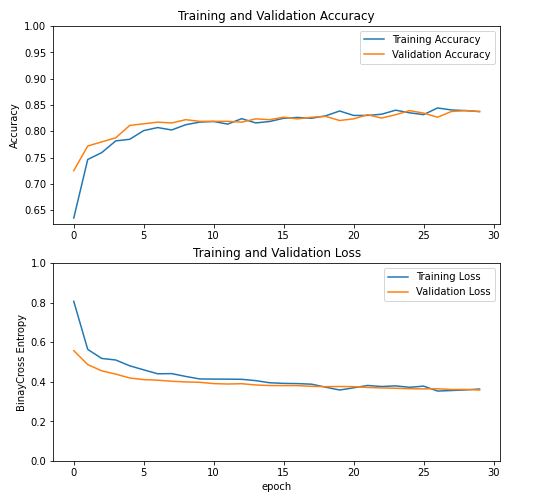 Training and Validation Accuracy
1.00
0.95
0.90
0.85
0.80
0.75
0.70
0.65
Accuracy
Training Accuracy
Validation Accuracy
0 5 10 15 20 25 30
Training and Validation Loss
1.0
0.8
0.6
0.4
0.2
0.0
BinayCross Entropy
Training Loss
Validation Loss
0 5 10 15 20 25 30
epoch